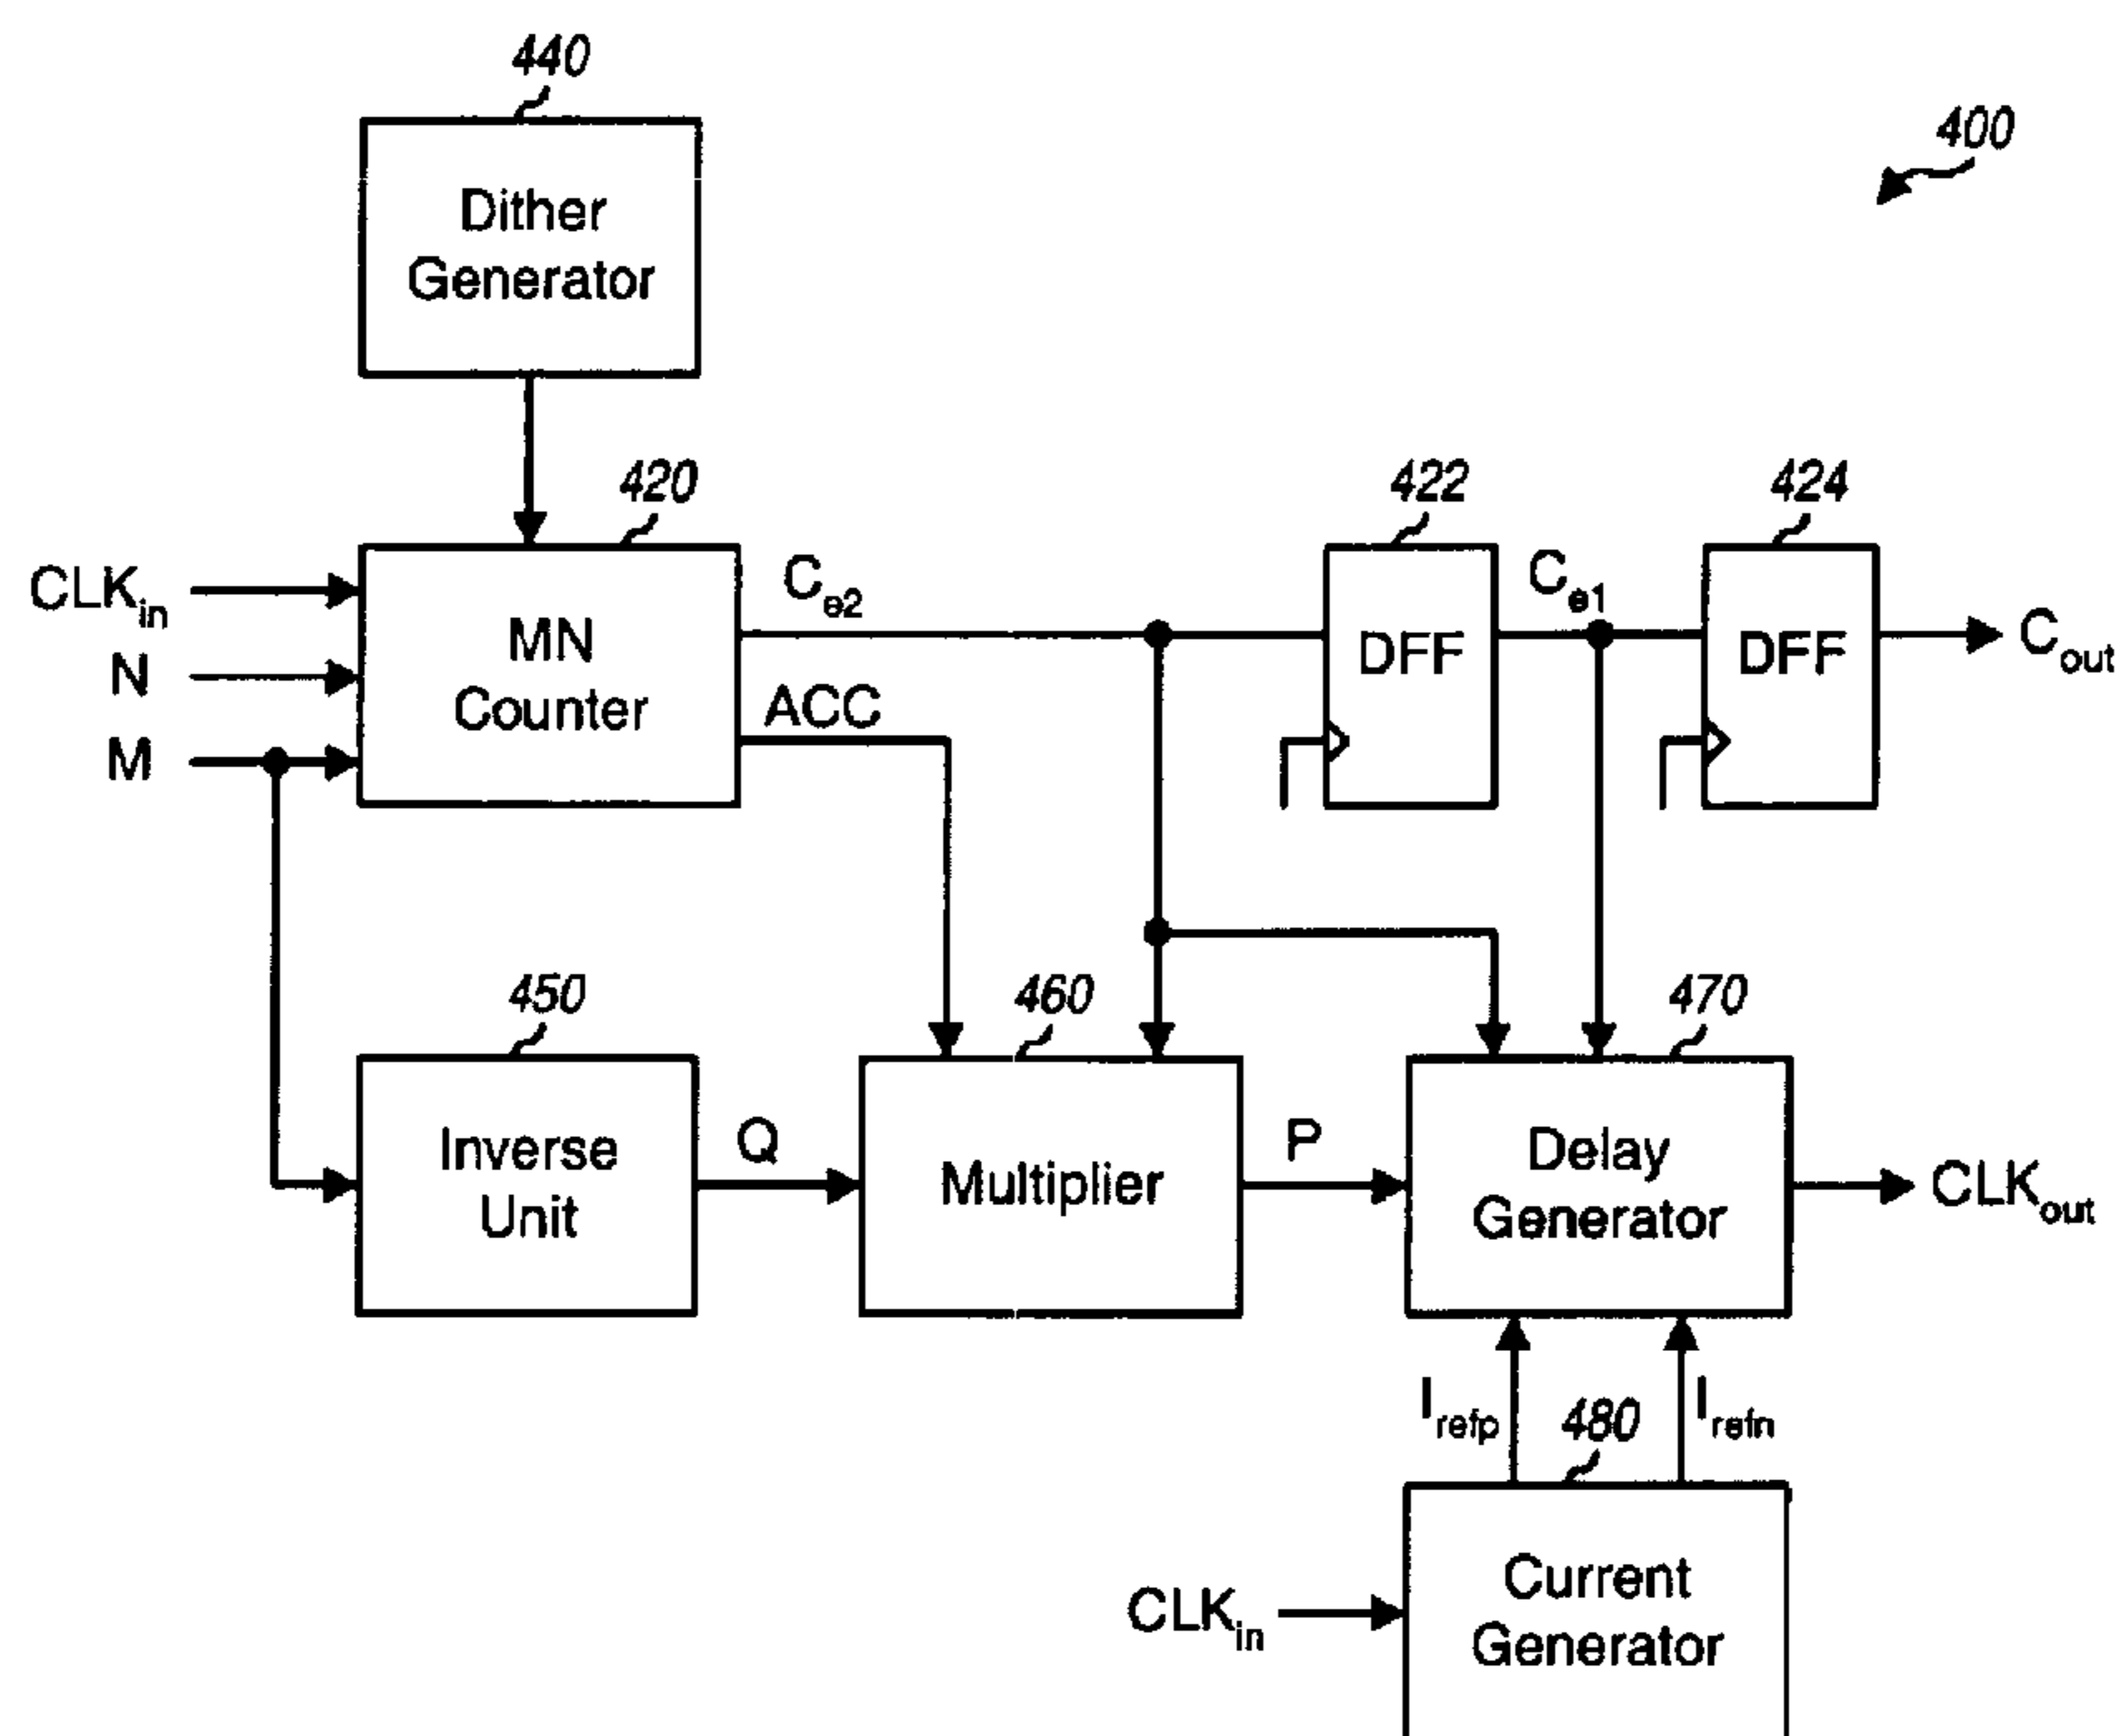 440
400
Dither
Generator
420
422
424
CLKin
N
M
MN
Counter
Ce2
ACC
DFF
Ce1
DFF
Cout
450
460
470
Inverse
Unit
Q
Multiplier
P
Delay
Generator
CLKout
Irefp
480
Irefn
CLKin
Current
Generator